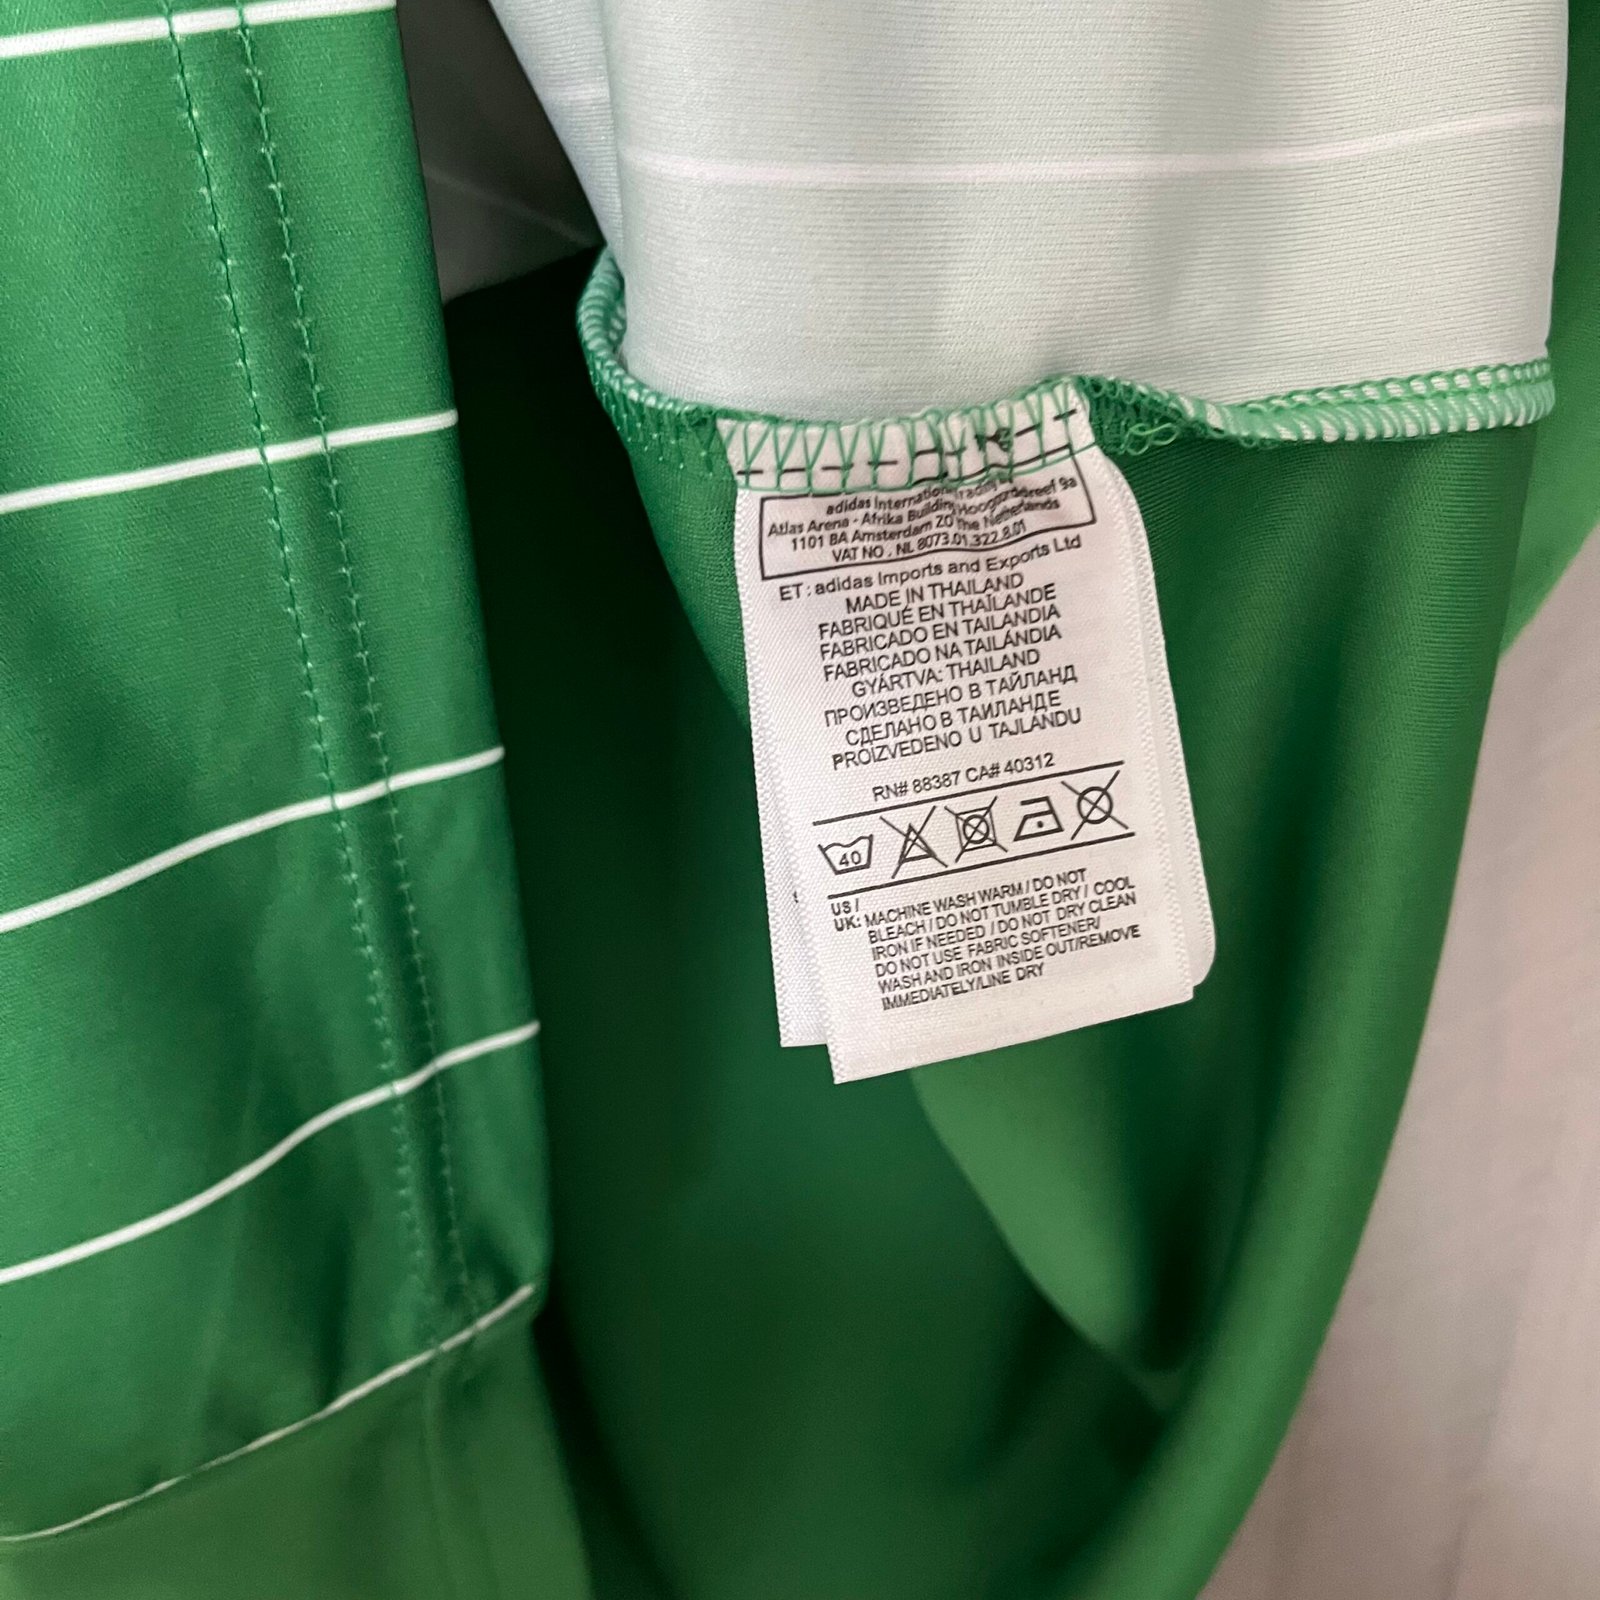 adidas International Trading bv
Atlas Arena - Afrika Building Hoogoorddreef 9a
1101 BA Amsterdam ZO The Netherlands
VAT NO . NL 8073.01.322.8.01
ET : adidas Imports and Exports Ltd
MADE IN THAILAND
FABRIQUÉ EN THAÏLANDE
FABRICADO EN TAILANDIA
FABRICADO NA TAILÂNDIA
GYÁRTVA: THAILAND
ПРОИЗВЕДЕНО В ТАЙЛАНД
СДЕЛАНО В ТАИЛАНДЕ
PROIZVEDENO U TAJLANDU
RN# 88387 CA# 40312
40
US /
UK: MACHINE WASH WARM / DO NOT
BLEACH / DO NOT TUMBLE DRY / COOL
IRON IF NEEDED / DO NOT DRY CLEAN
DO NOT USE FABRIC SOFTENER/
WASH AND IRON INSIDE OUT/REMOVE
IMMEDIATELY/LINE DRY